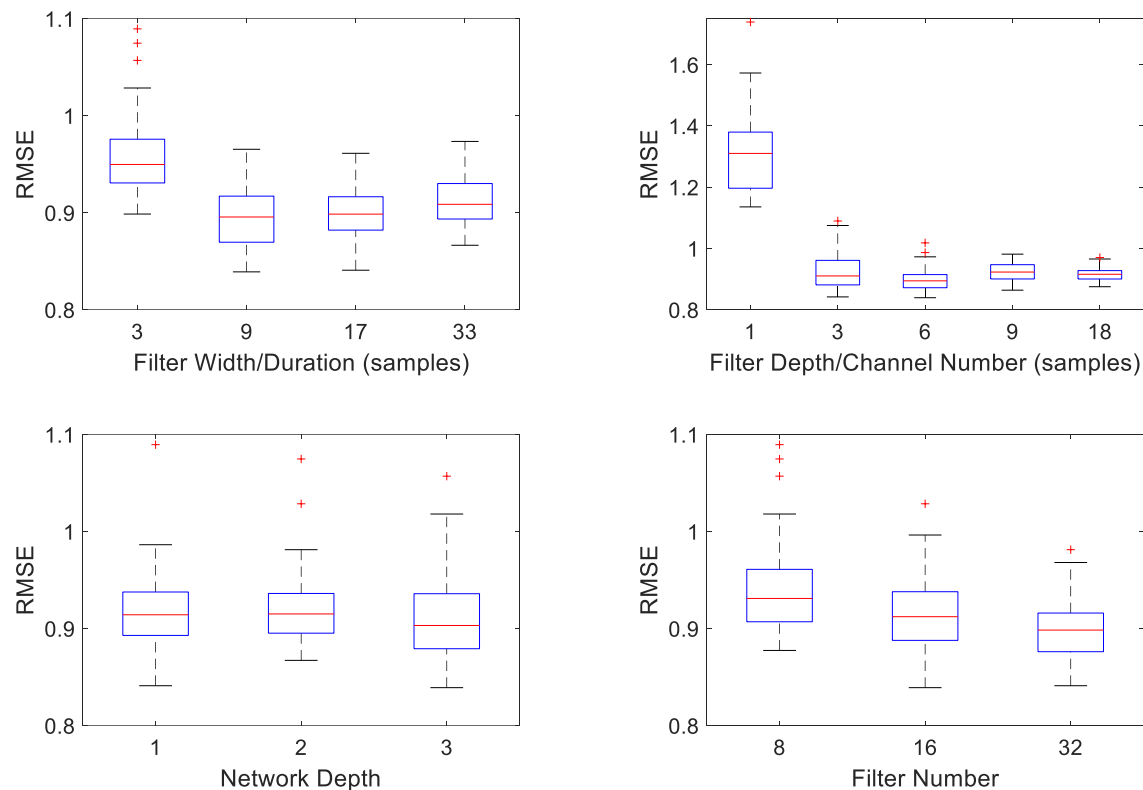 1.1
1
0.9
0.8
RMSE
3 9 17 33
Filter Width/Duration (samples)
1.6
1.4
1.2
1
0.8
RMSE
1 3 6 9 18
Filter Depth/Channel Number (samples)
1.1
1
0.9
0.8
RMSE
1 2 3
Network Depth
1.1
1
0.9
0.8
RMSE
8 16 32
Filter Number